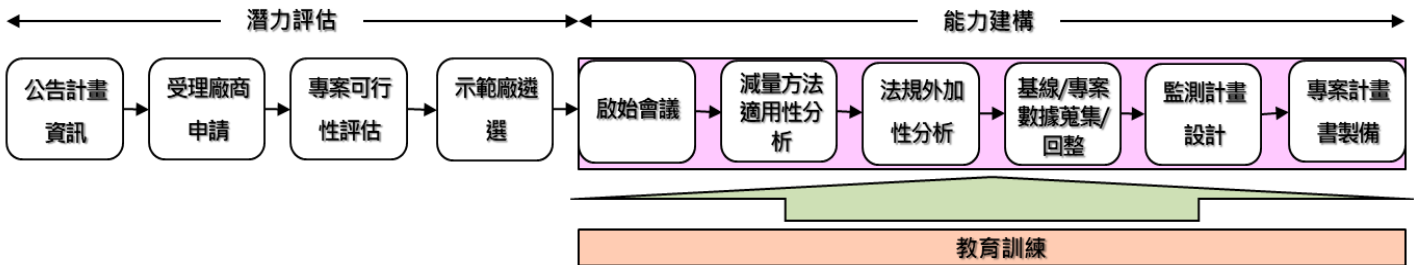 潛力評估
能力建構
公告計畫
資訊
受理廠商
申請
專案可行
性評估
示範廠遴
選
啟始會議
減量方法
適用性分
析
法規外加
性分析
基線/專案
數據蒐集/
回整
監測計畫
設計
專案計畫
書製備
教育訓練